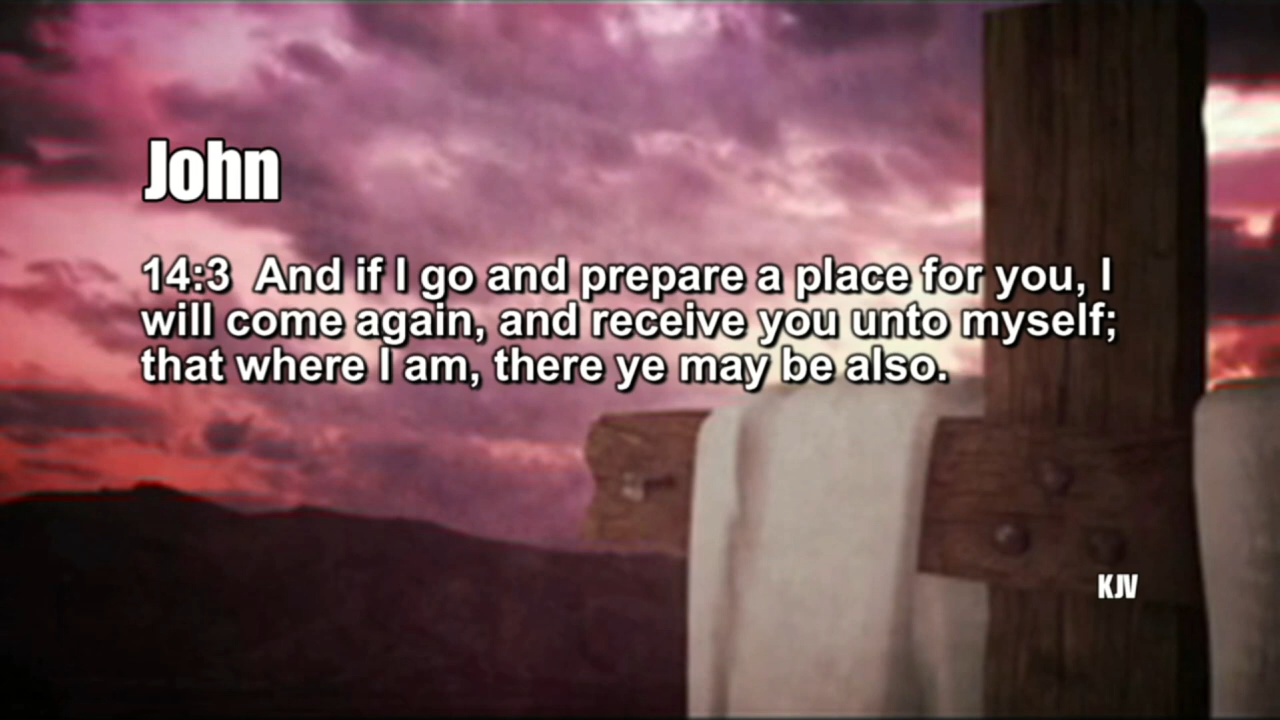 John
14:3 And if I go and prepare a place for you, I
will come again, and receive you unto myself;
that where I am, there ye may be also.
KJV